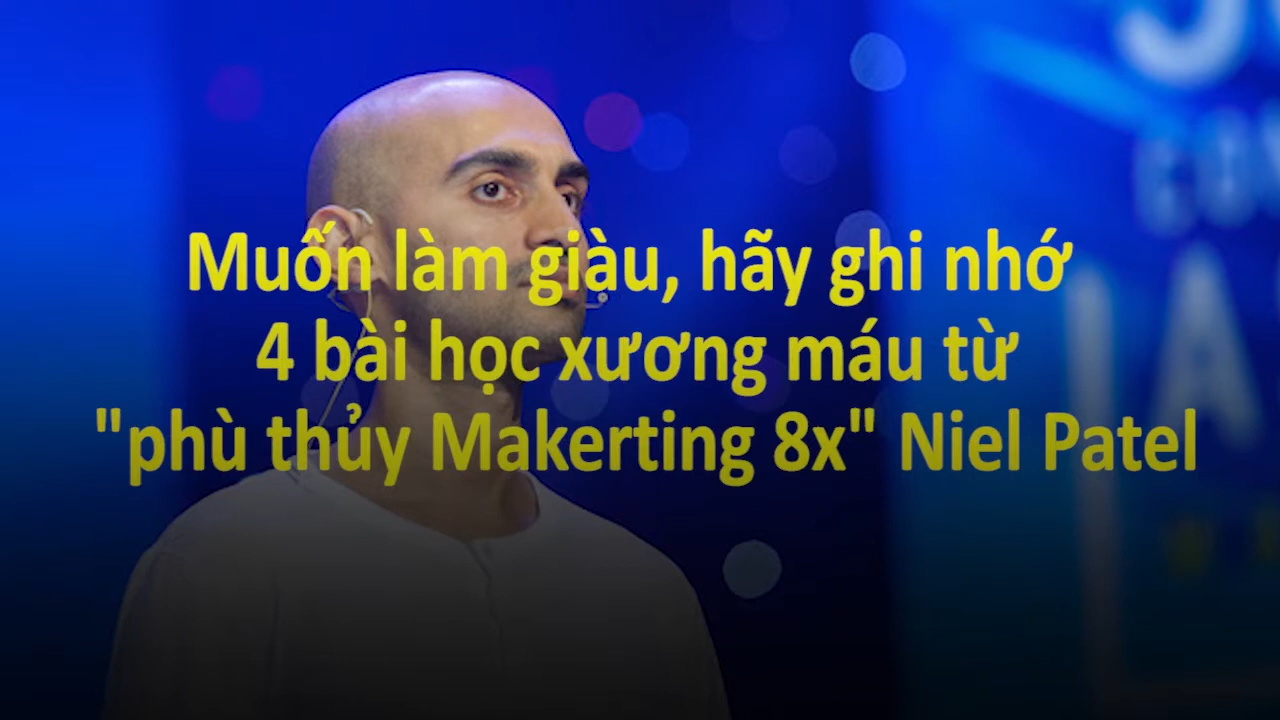 Muốn làm giàu, hãy ghi nhớ
4 bài học xương máu từ
"phù thủy Makerting 8x" Niel Patel